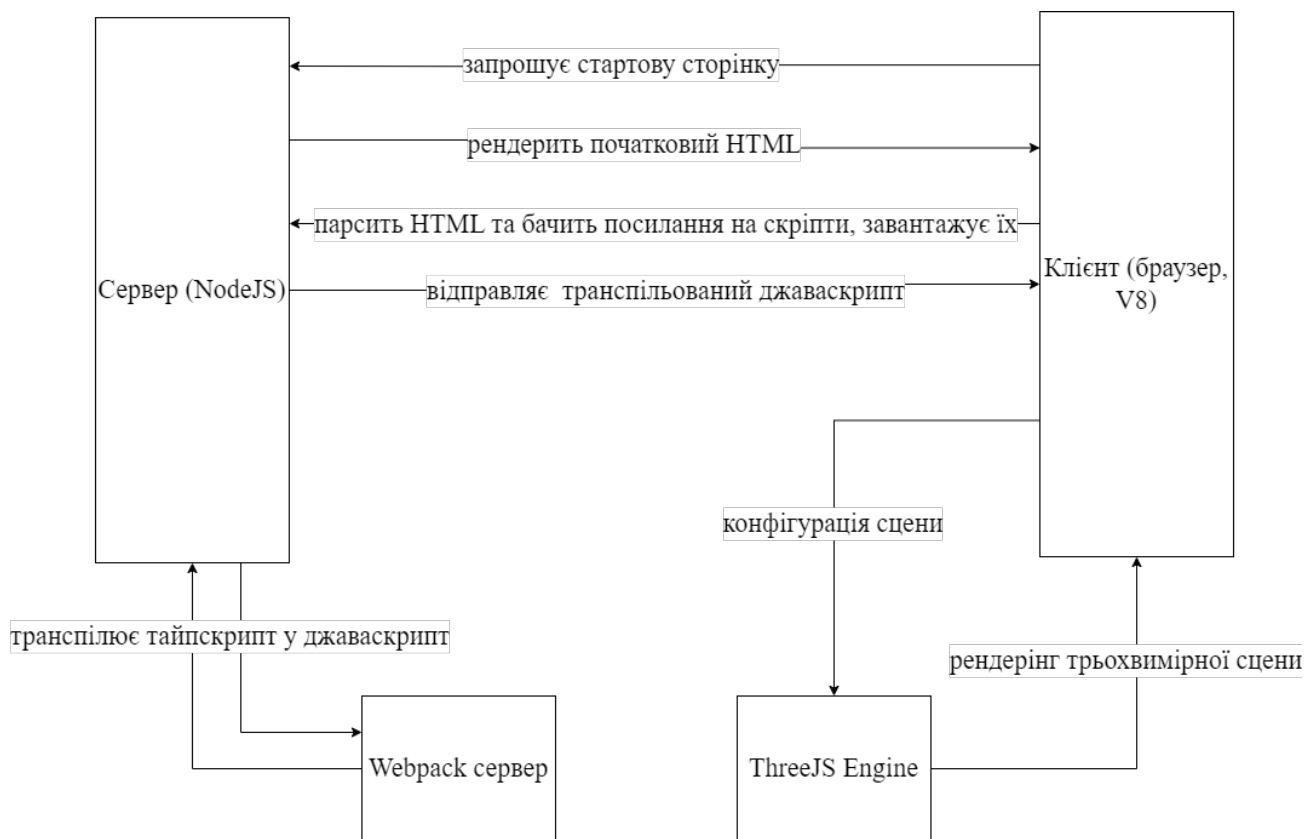 запрошує стартову сторінку
рендерить початковий HTML
парсить HTML та бачить посилання на скріпти, завантажує їх
Сервер (NodeJS)
Клієнт (браузер,
V8)
відправляє транспільований джаваскрипт
конфігурація сцени
транспілює тайпскрипт у джаваскрипт
рендерінг трьохвимірної сцени
Webpack сервер
ThreeJS Engine